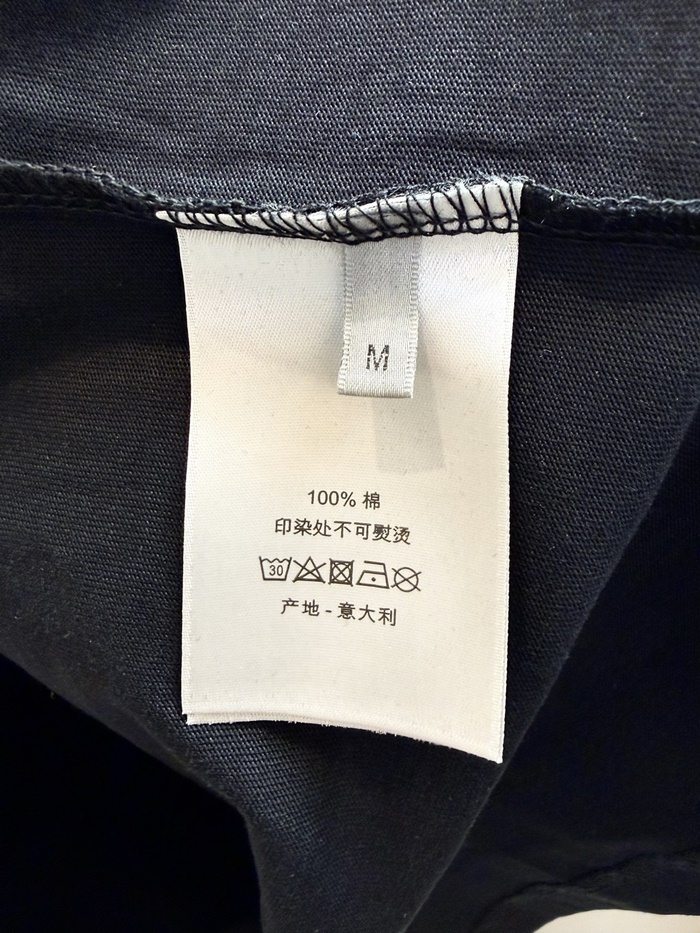 M
100% 棉
印染处不可熨烫
30
产地 - 意大利